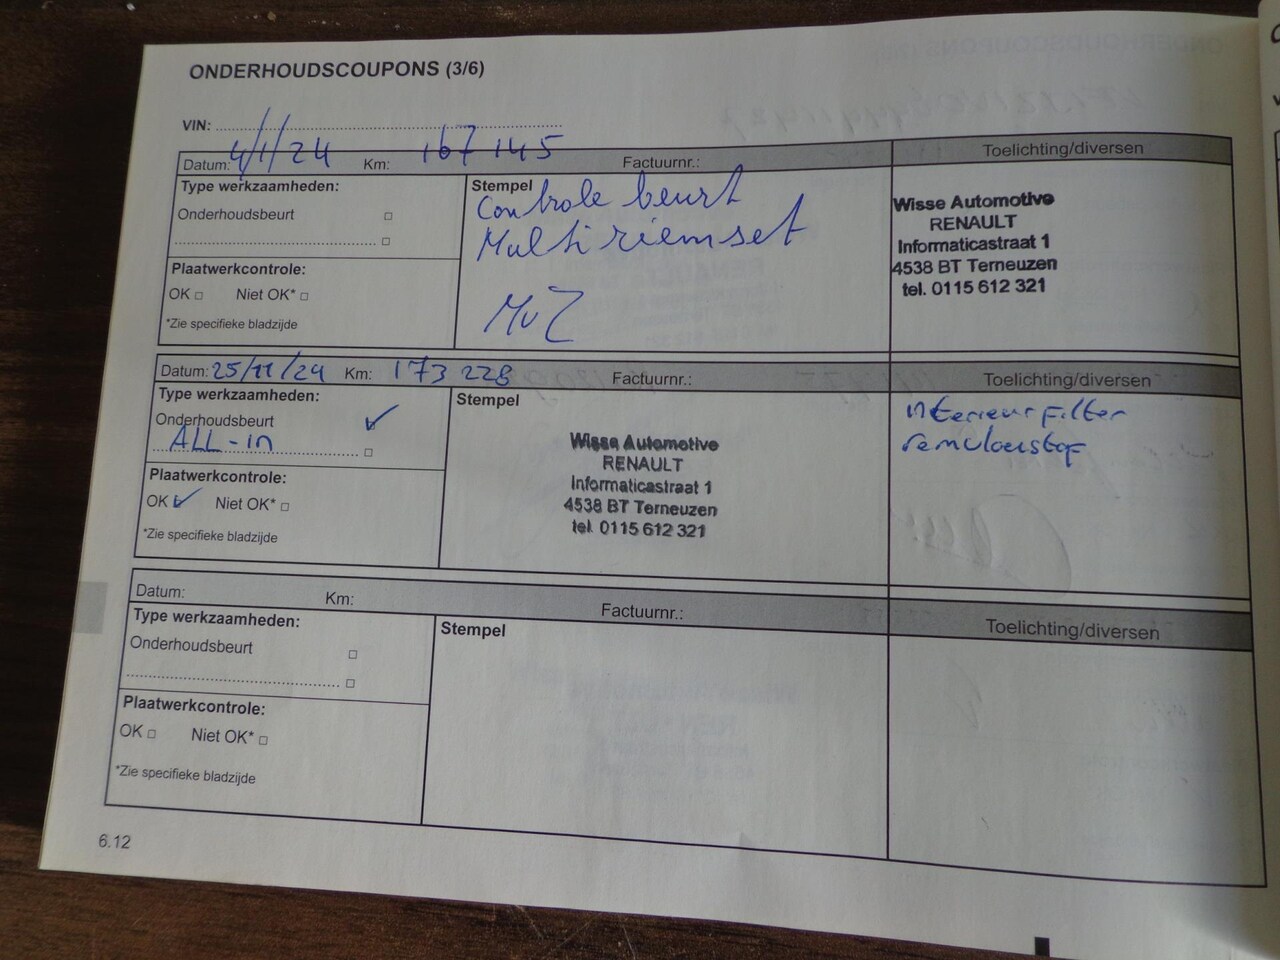 ONDERHOUDSCOUPONS (3/6)
VIN:
Datum: 4/1/24 Km: 167 145 Factuurnr.: Toelichting/diversen
Type werkzaamheden:
Onderhoudsbeurt
Plaatwerkcontrole:
OK Niet OK*
*Zie specifieke bladzijde
Stempel
Controle beurt
Multiriemset
Wisse Automotive
RENAULT
Informaticastraat 1
4538 BT Terneuzen
tel. 0115 612 321
Datum: 25/11/24 Km: 173 228 Factuurnr.: Toelichting/diversen
Type werkzaamheden:
Onderhoudsbeurt
ALL-in
Plaatwerkcontrole:
OK Niet OK*
*Zie specifieke bladzijde
Stempel
Wisse Automotive
RENAULT
Informaticastraat 1
4538 BT Terneuzen
tel. 0115 612 321
interieurfilter
remvloeistof
Datum: Km: Factuurnr.: Toelichting/diversen
Type werkzaamheden:
Onderhoudsbeurt
Plaatwerkcontrole:
OK Niet OK*
*Zie specifieke bladzijde
Stempel
6.12